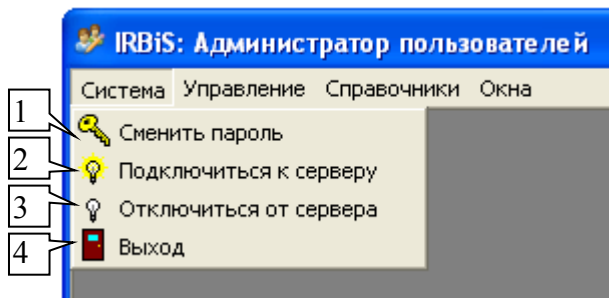 IRBiS: Администратор пользователей
Система Управление Справочники Окна
1 Сменить пароль
2 Подключиться к серверу
3 Отключиться от сервера
4 Выход